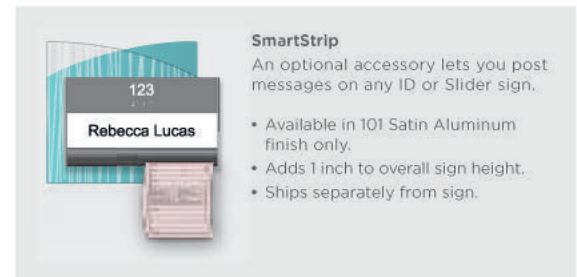 SmartStrip
An optional accessory lets you post
messages on any ID or Slider sign.
• Available in 101 Satin Aluminum
finish only.
• Adds 1 inch to overall sign height.
• Ships separately from sign.
123
Rebecca Lucas